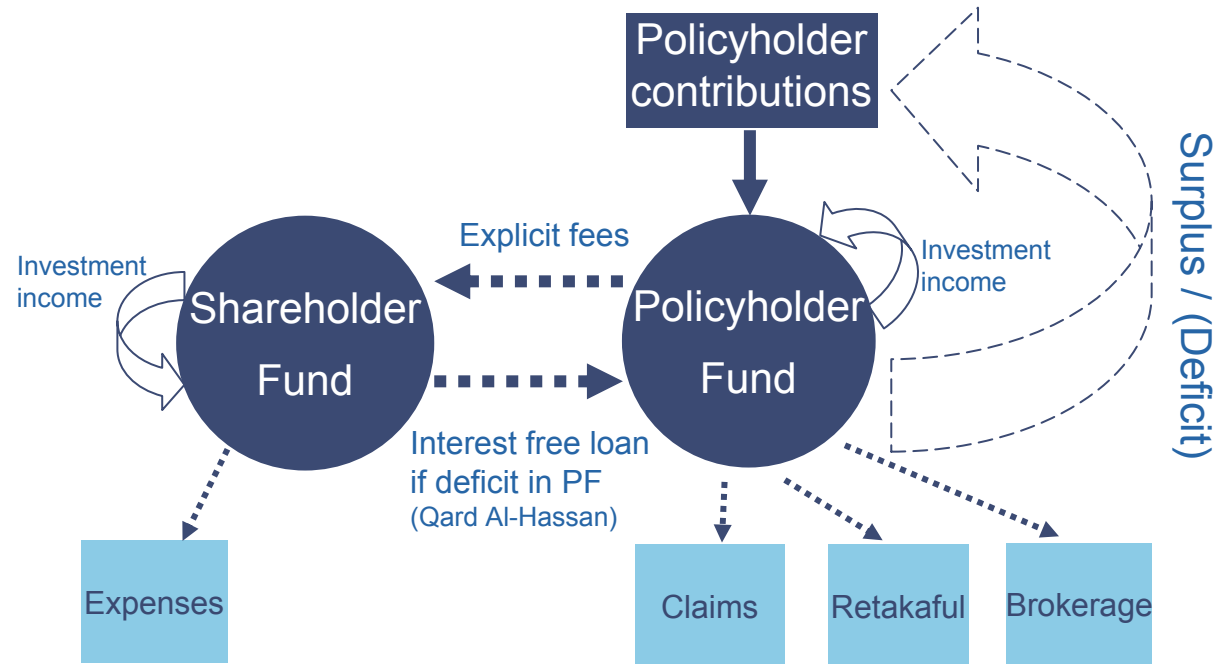 Policyholder
contributions
Surplus / (Deficit)
Explicit fees
Investment
income
Investment
income
Shareholder
Fund
Policyholder
Fund
Interest free loan
if deficit in PF
(Qard Al-Hassan)
Expenses
Claims
Retakaful
Brokerage